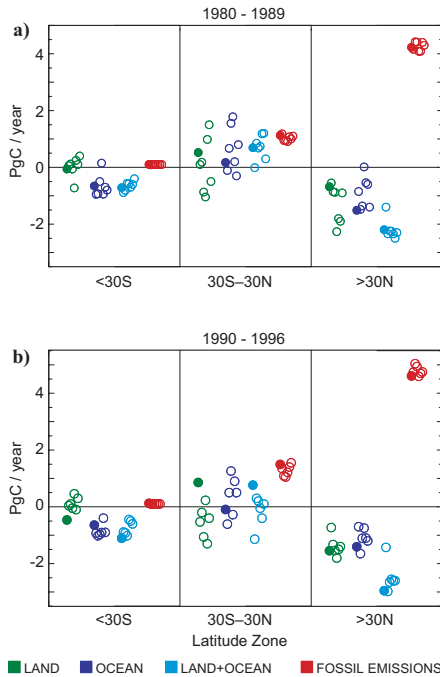 1980 - 1989
a)
PgC / year
4
2
0
-2
<30S 30S–30N >30N
1990 - 1996
b)
PgC / year
4
2
0
-2
<30S 30S–30N >30N
Latitude Zone
LAND OCEAN LAND+OCEAN FOSSIL EMISSIONS